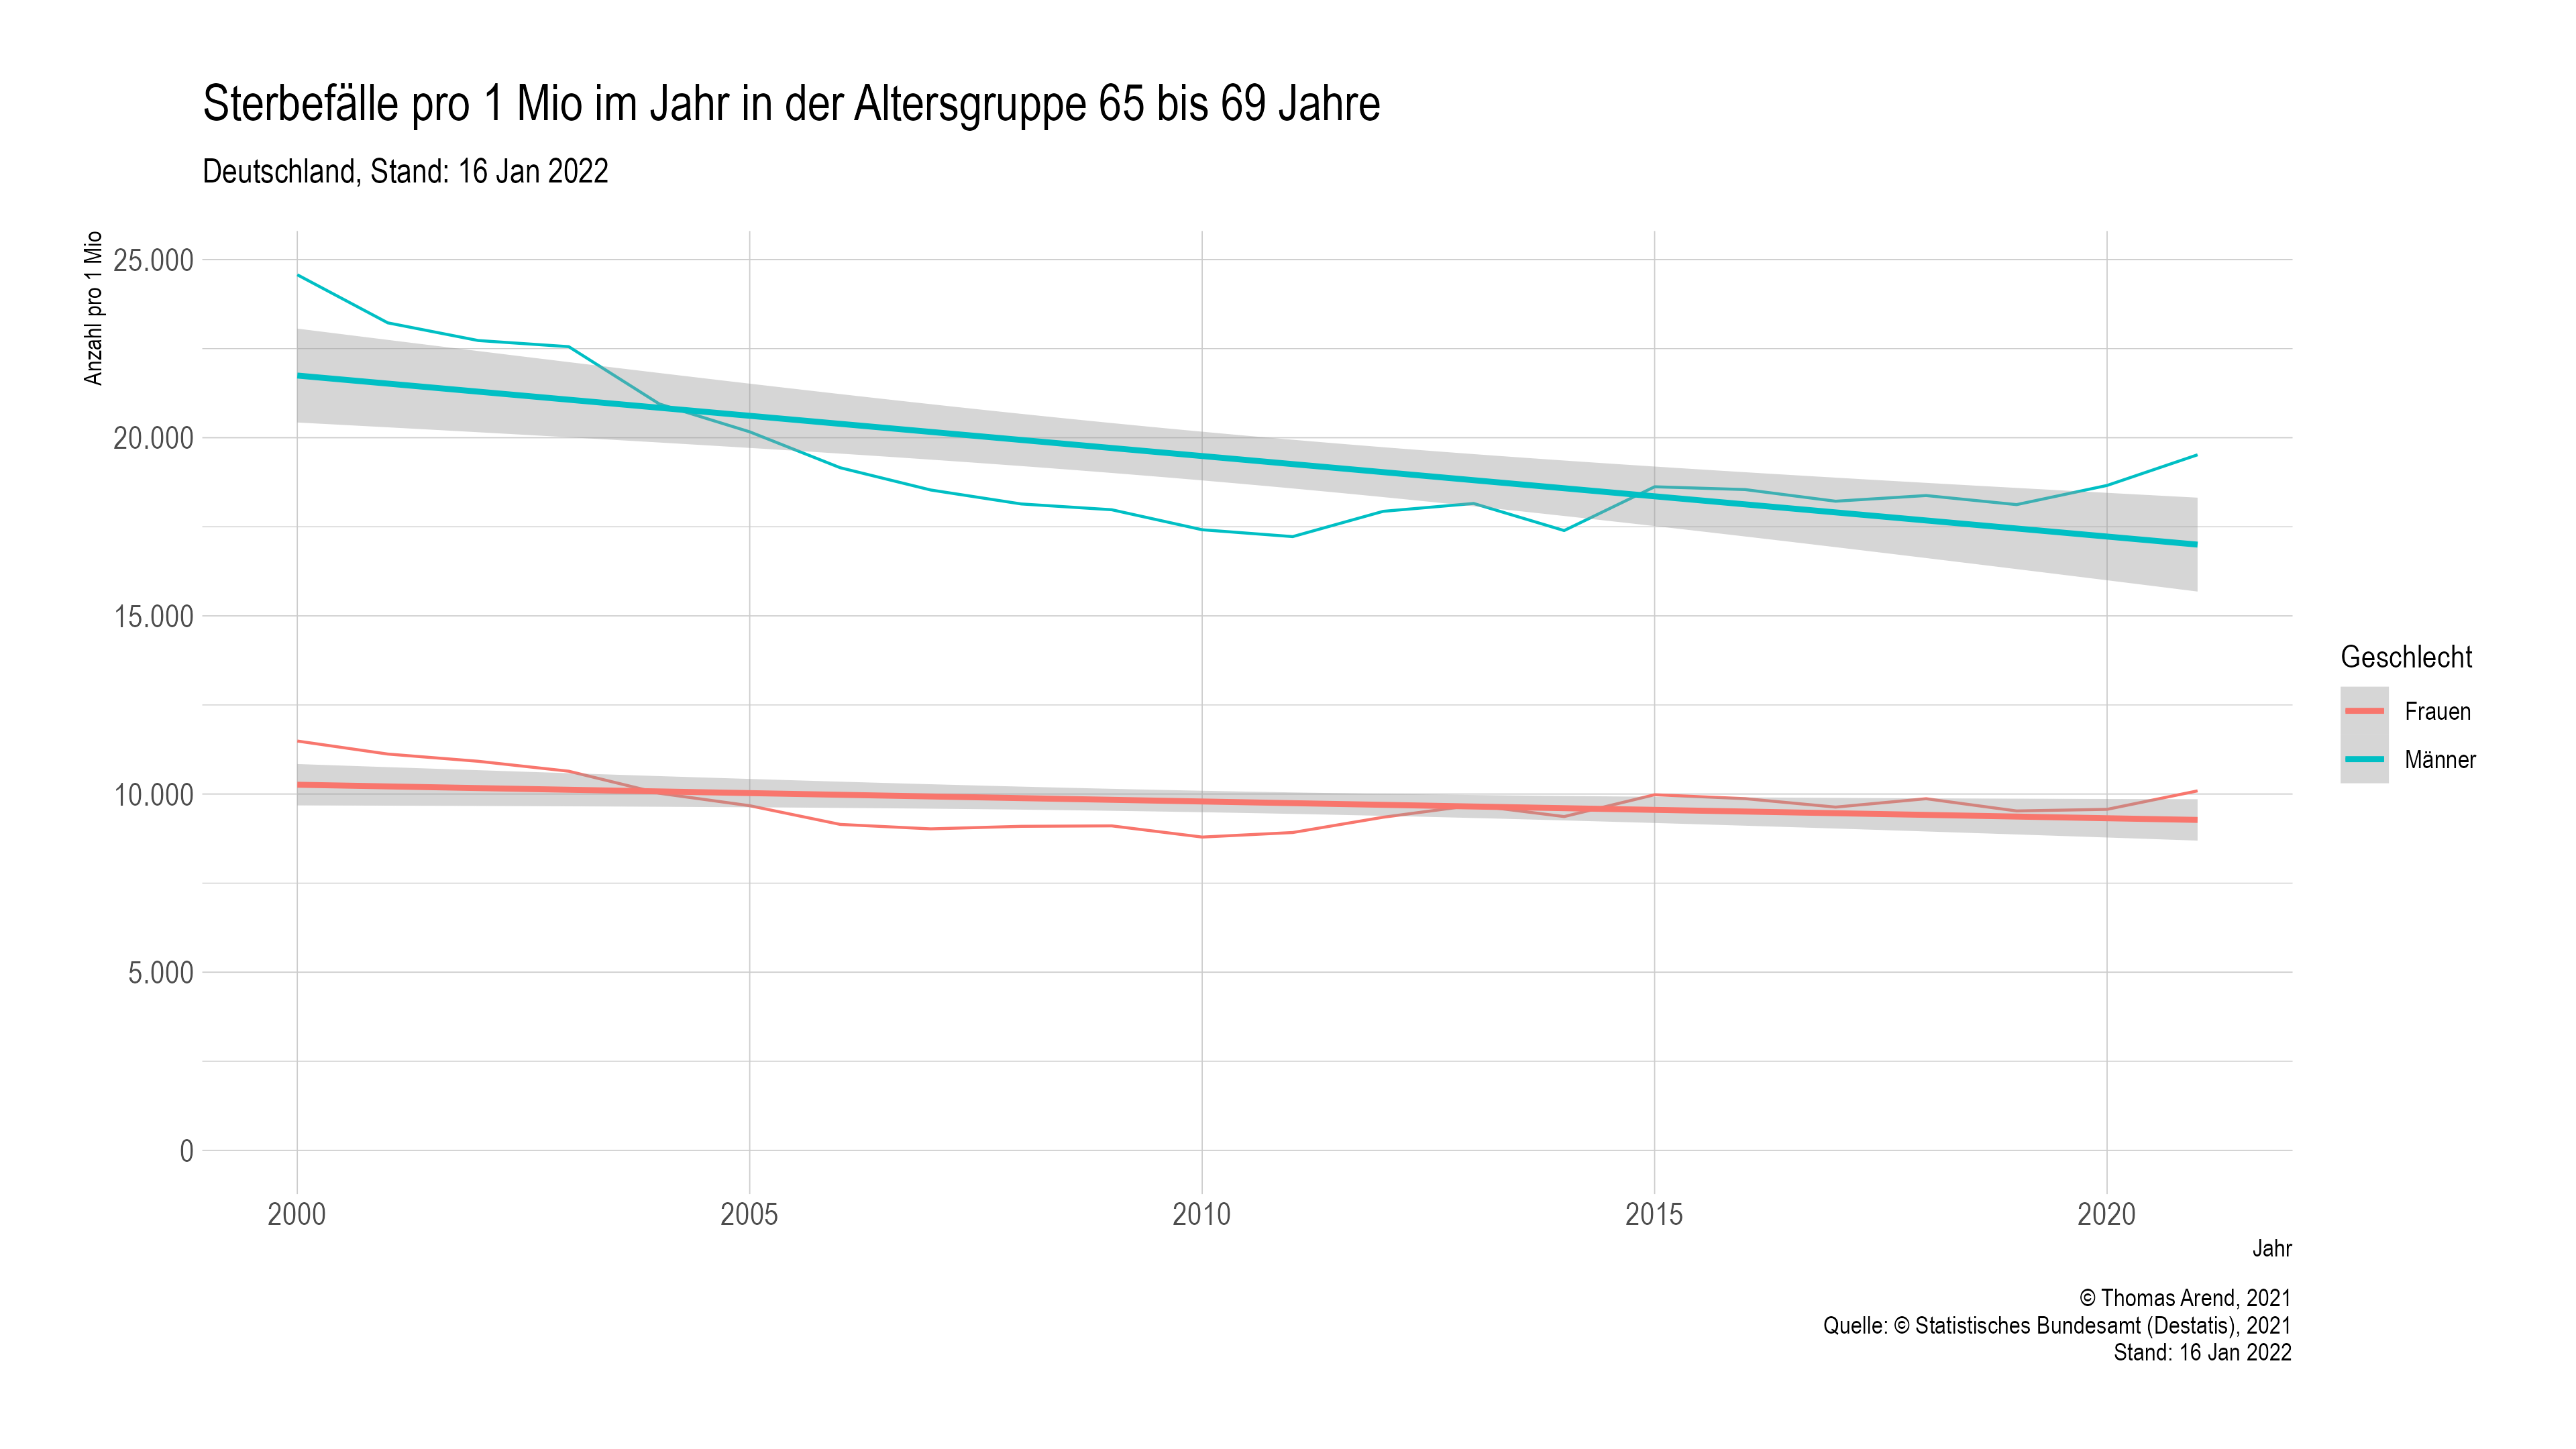 Sterbefälle pro 1 Mio im Jahr in der Altersgruppe 65 bis 69 Jahre
Deutschland, Stand: 16 Jan 2022
Anzahl pro 1 Mio
25.000
20.000
15.000
10.000
5.000
0
2000
2005
2010
2015
2020
Jahr
Geschlecht
Frauen
Männer
© Thomas Arend, 2021
Quelle: © Statistisches Bundesamt (Destatis), 2021
Stand: 16 Jan 2022